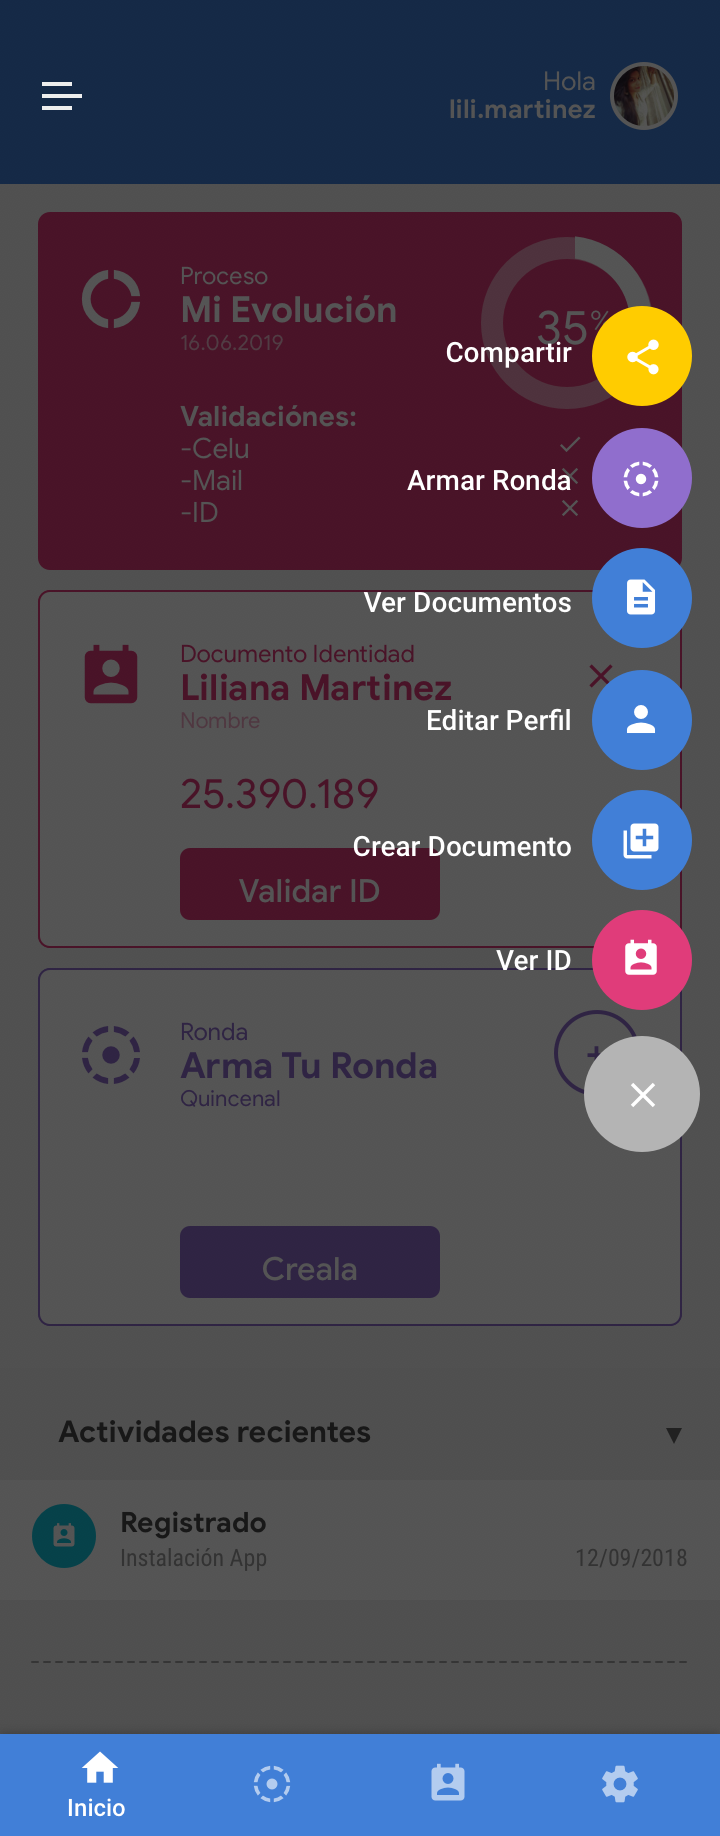 Hola
lili.martinez
Proceso
Mi Evolución
16.06.2019
35%
Compartir
Validaciónes:
-Celu
-Mail
Armar Ronda
-ID
Ver Documentos
Documento Identidad
Liliana Martinez
Nombre
Editar Perfil
25.390.189
Crear Documento
Validar ID
Ver ID
Ronda
Arma Tu Ronda
Quincenal
Creala
Actividades recientes
Registrado
Instalación App
12/09/2018
Inicio